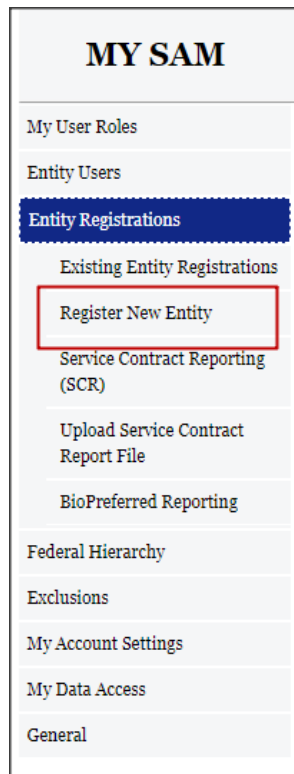 MY SAM
My User Roles
Entity Users
Entity Registrations
Existing Entity Registrations
Register New Entity
Service Contract Reporting
(SCR)
Upload Service Contract
Report File
BioPreferred Reporting
Federal Hierarchy
Exclusions
My Account Settings
My Data Access
General